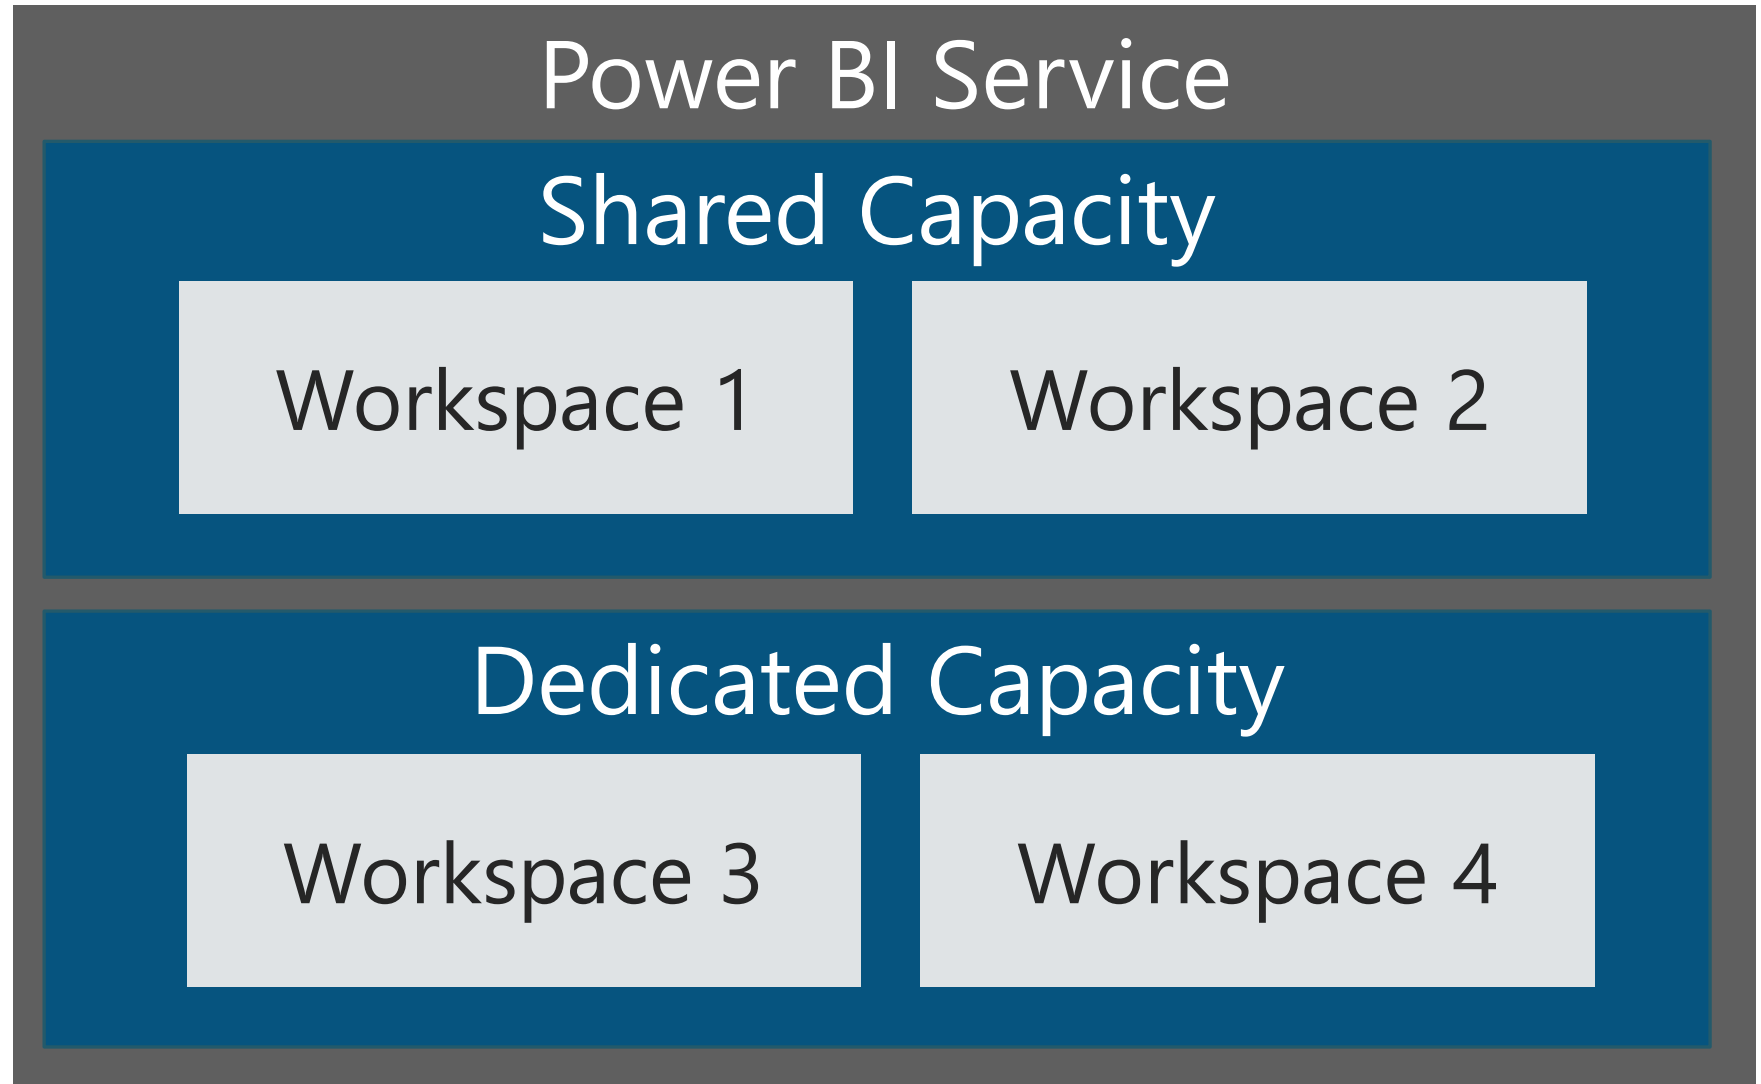 Power BI Service
Shared Capacity
Workspace 1
Workspace 2
Dedicated Capacity
Workspace 3
Workspace 4